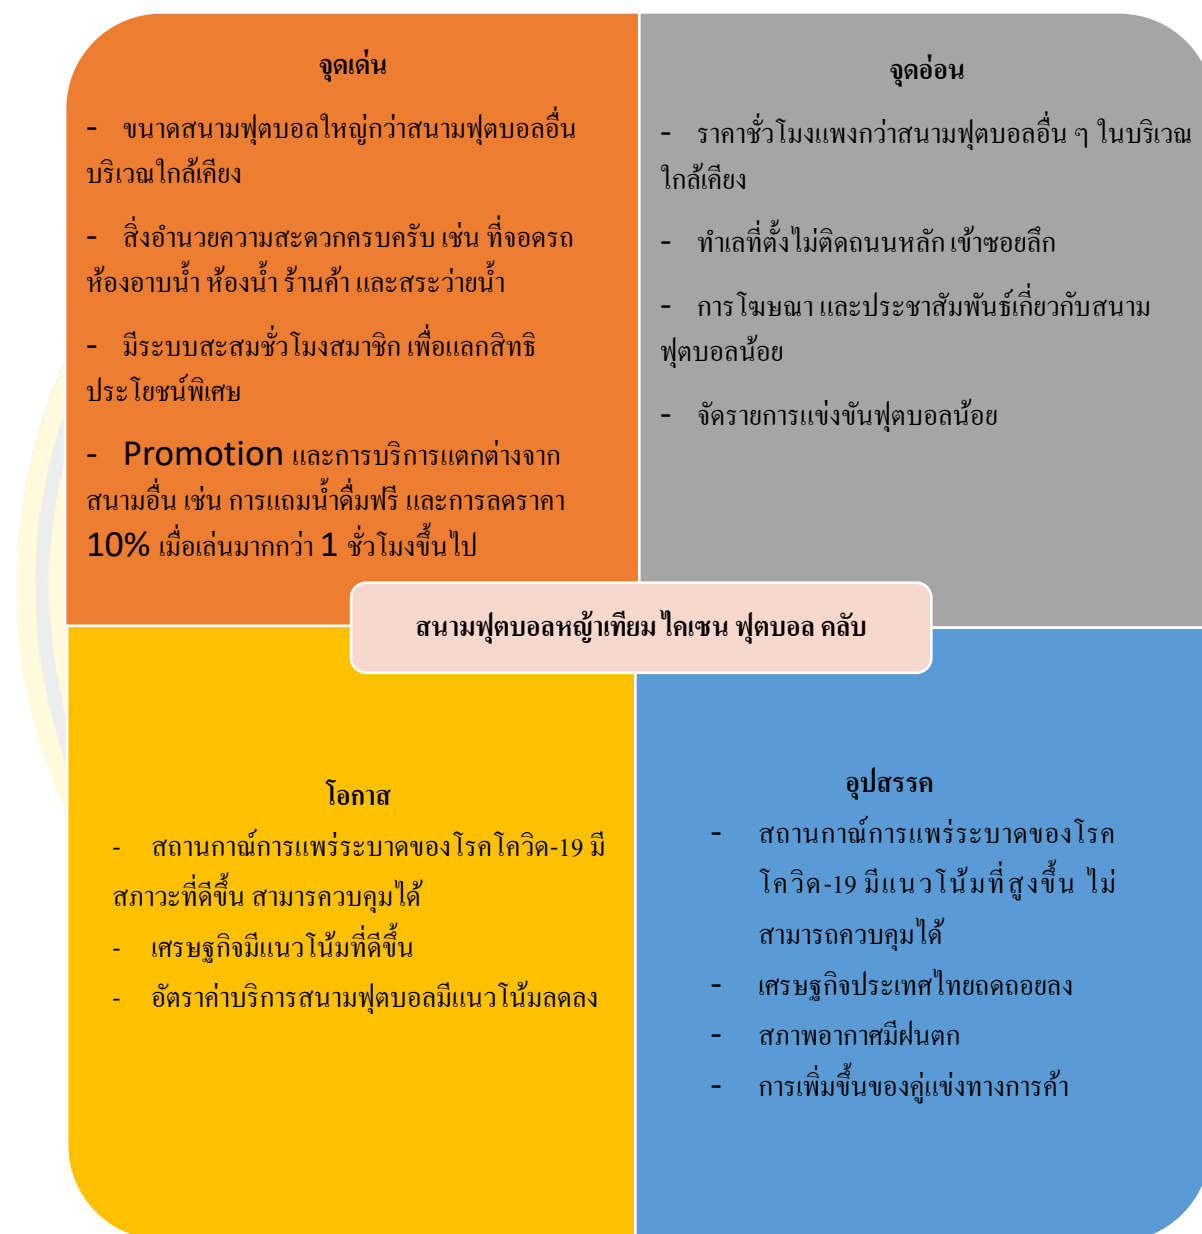 จุดเด่น
- ขนาดสนามฟุตบอลใหญ่กว่าสนามฟุตบอลอื่น
บริเวณใกล้เคียง
- สิ่งอำนวยความสะดวกครบครับ เช่น ที่จอดรถ
ห้องอาบน้ำ ห้องน้ำ ร้านค้า และสระว่ายน้ำ
- มีระบบสะสมชั่วโมงสมาชิก เพื่อแลกสิทธิ
ประโยชน์พิเศษ
- Promotion และการบริการแตกต่างจาก
สนามอื่น เช่น การแถมน้ำดื่มฟรี และการลดราคา
10% เมื่อเล่นมากกว่า 1 ชั่วโมงขึ้นไป
จุดอ่อน
- ราคาชั่วโมงแพงกว่าสนามฟุตบอลอื่น ๆ ในบริเวณ
ใกล้เคียง
- ทำเลที่ตั้งไม่ติดถนนหลัก เข้าซอยลึก
- การโฆษณา และประชาสัมพันธ์เกี่ยวกับสนาม
ฟุตบอลน้อย
- จัดรายการแข่งขันฟุตบอลน้อย
สนามฟุตบอลหญ้าเทียม ไคเซน ฟุตบอล คลับ
โอกาส
- สถานกาณ์การแพร่ระบาดของโรคโควิด-19 มี
สภาวะที่ดีขึ้น สามารควบคุมได้
- เศรษฐกิจมีแนวโน้มที่ดีขึ้น
- อัตราค่าบริการสนามฟุตบอลมีแนวโน้มลดลง
อุปสรรค
- สถานกาณ์การแพร่ระบาดของโรค
โควิด-19 มีแนวโน้มที่สูงขึ้น ไม่
สามารถควบคุมได้
- เศรษฐกิจประเทศไทยถดถอยลง
- สภาพอากาศมีฝนตก
- การเพิ่มขึ้นของคู่แข่งทางการค้า